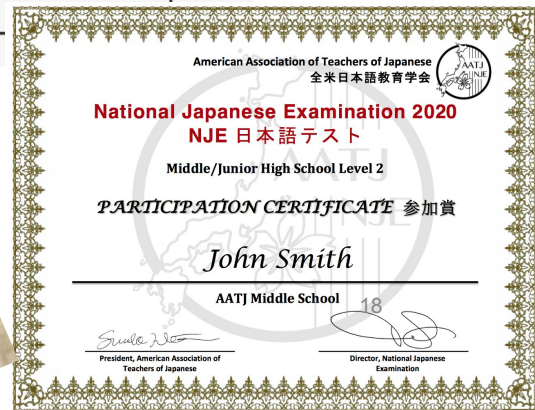 American Association of Teachers of Japanese
全米日本語教育学会
AATJ
NJE
National Japanese Examination 2020
NJE 日本語テスト
Middle/Junior High School Level 2
AATJ
NJE
PARTICIPATION CERTIFICATE 参加賞
John Smith
AATJ Middle School
18
President, American Association of
Teachers of Japanese
Director, National Japanese
Examination